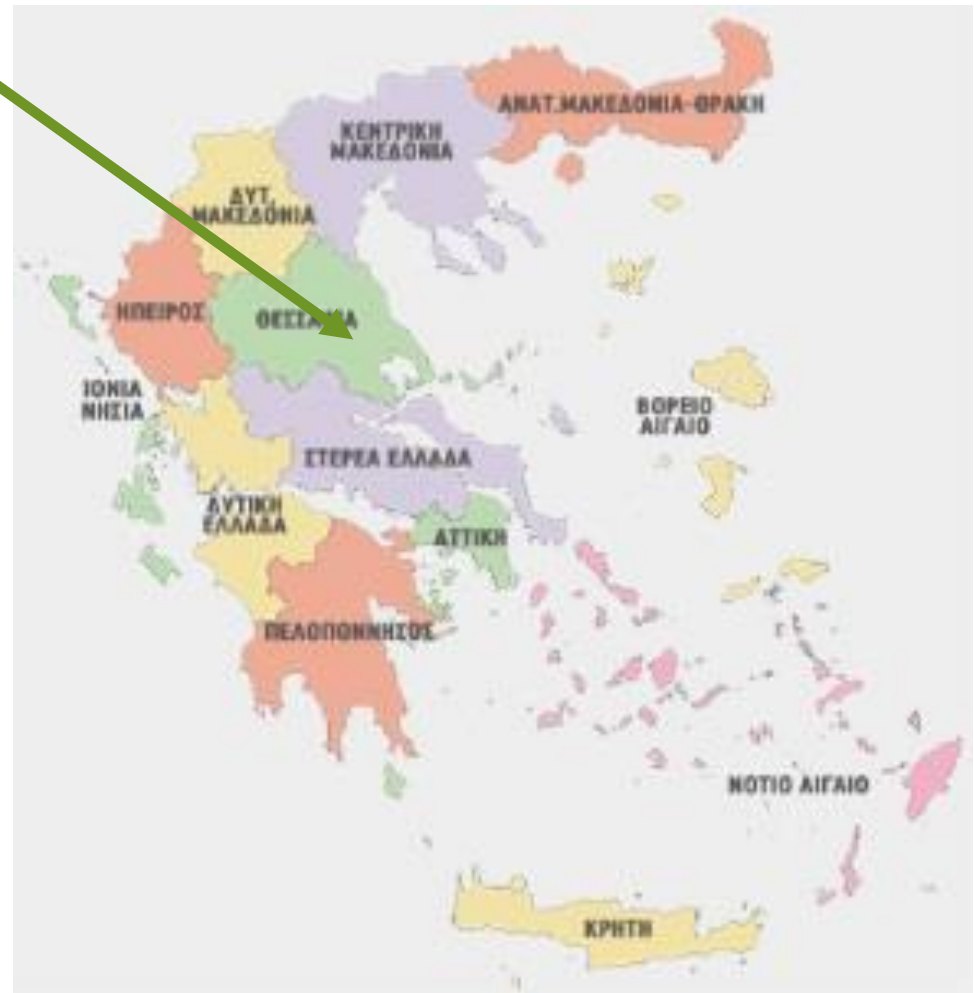 ΑΝΑΤ.ΜΑΚΕΔΟΝΙΑ-ΘΡΑΚΗ
ΚΕΝΤΡΙΚΗ
ΜΑΚΕΔΟΝΙΑ
ΔΥΤ.
ΜΑΚΕΔΟΝΙΑ
ΗΠΕΙΡΟΣ
ΘΕΣΣΑΛΙΑ
ΙΟΝΙΑ
ΝΗΣΙΑ
ΒΟΡΕΙΟ
ΑΙΓΑΙΟ
ΣΤΕΡΕΑ ΕΛΛΑΔΑ
ΔΥΤΙΚΗ
ΕΛΛΑΔΑ
ΑΤΤΙΚΗ
ΠΕΛΟΠΟΝΝΗΣΟΣ
ΝΟΤΙΟ ΑΙΓΑΙΟ
ΚΡΗΤΗ